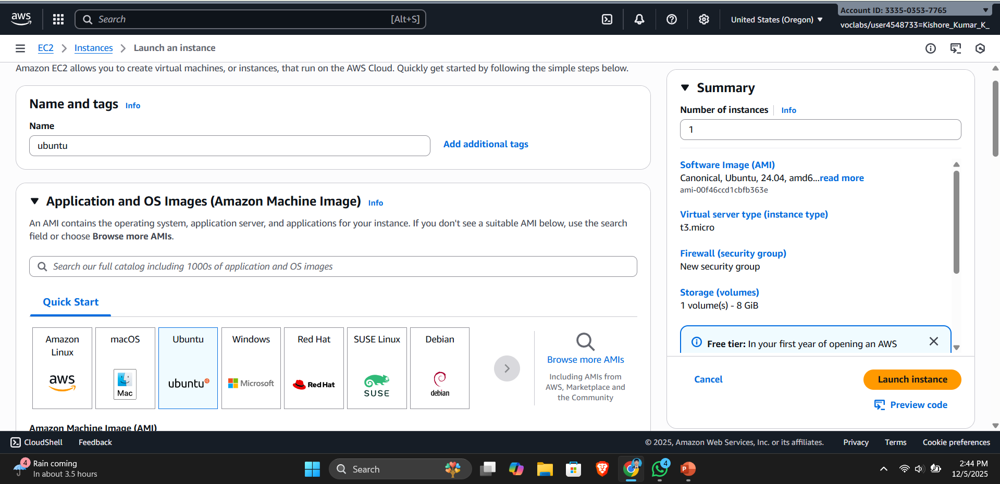 aws
Search
[Alt+S]
United States (Oregon)
Account ID: 3335-0353-7765
voclabs/user4548733=Kishore_Kumar_K_
EC2
Instances
Launch an instance
Amazon EC2 allows you to create virtual machines, or instances, that run on the AWS Cloud. Quickly get started by following the simple steps below.
Name and tags Info
Name
ubuntu
Add additional tags
Application and OS Images (Amazon Machine Image) Info
An AMI contains the operating system, application server, and applications for your instance. If you don't see a suitable AMI below, use the search
field or choose Browse more AMIs.
Search our full catalog including 1000s of application and OS images
Quick Start
Amazon
Linux
aws
macOS
Mac
Ubuntu
ubuntu
Windows
Microsoft
Red Hat
Red Hat
SUSE Linux
SUSE
Debian
debian
Browse more AMIs
Including AMIs from
AWS, Marketplace and
the Community
Amazon Machine Image (AMI)
Summary
Number of instances
Info
1
Software Image (AMI)
Canonical, Ubuntu, 24.04, amd6...read more
ami-00f46ccd1cbfb363e
Virtual server type (instance type)
t3.micro
Firewall (security group)
New security group
Storage (volumes)
1 volume(s) - 8 GiB
Free tier: In your first year of opening an AWS
Cancel
Launch instance
Preview code
CloudShell
Feedback
© 2025, Amazon Web Services, Inc. or its affiliates.
Privacy
Terms
Cookie preferences
4
Rain coming
In about 3.5 hours
Search
4
P
2:44 PM
12/5/2025